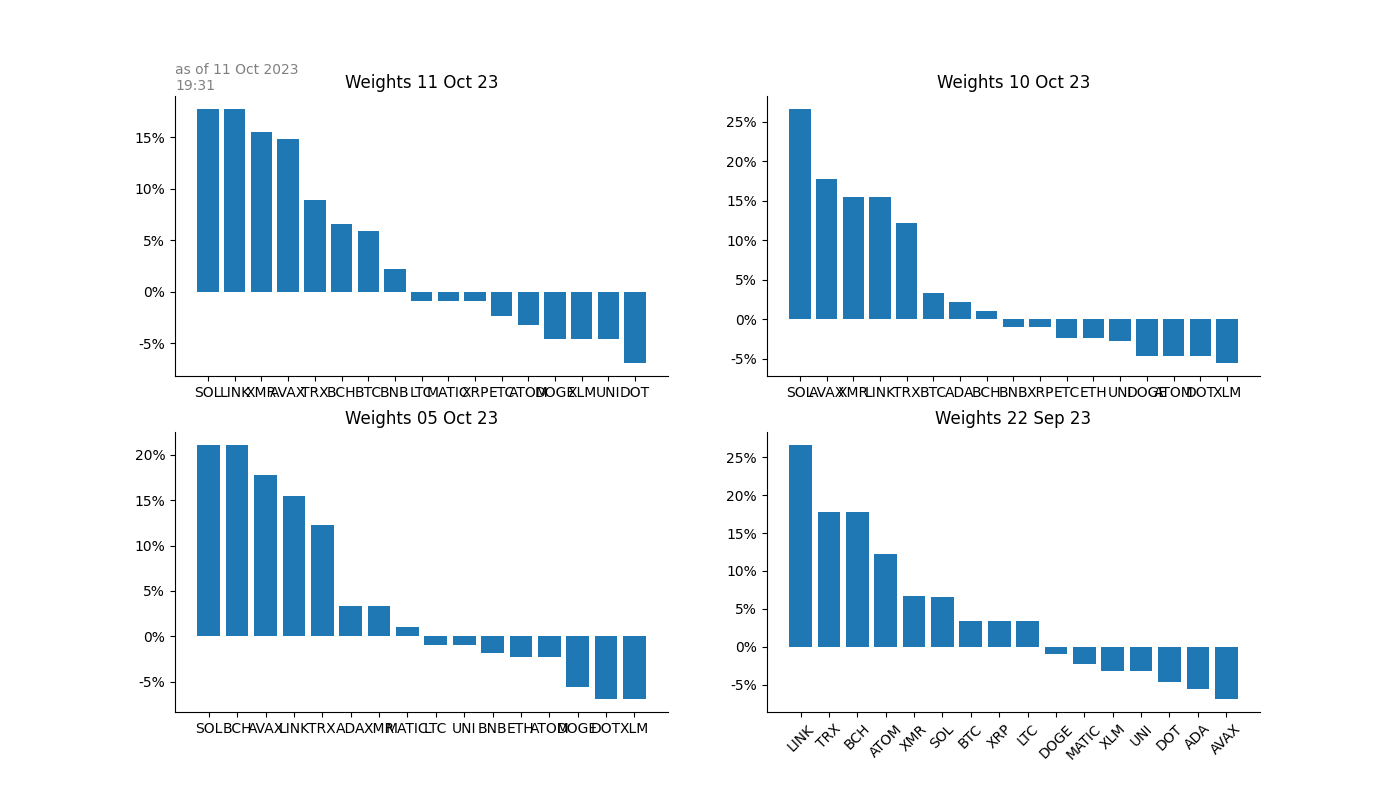 as of 11 Oct 2023
19:31
Weights 11 Oct 23
15%
10%
5%
0%
-5%
SOL LINK XMR AVAX TRX BCH BTC BNB LTC MATIC XRP ETC ATOM DOGE XLM UNI DOT
Weights 10 Oct 23
25%
20%
15%
10%
5%
0%
-5%
SOL AVAX XMR LINK TRX BTC ADA BCH BNB XRP ETC ETH UNI DOGE ATOM DOT XLM
Weights 05 Oct 23
20%
15%
10%
5%
0%
-5%
SOL BCH AVAX LINK TRX ADA XMR MATIC LTC UNI BNB ETH ATOM DOGE DOT XLM
Weights 22 Sep 23
25%
20%
15%
10%
5%
0%
-5%
LINK TRX BCH ATOM XMR SOL BTC XRP LTC DOGE MATIC XLM UNI DOT ADA AVAX